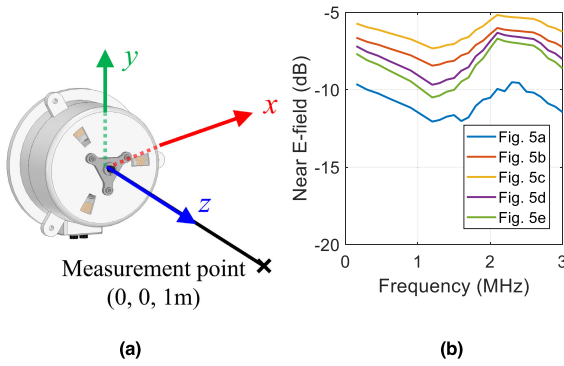 y
x
z
Measurement point
(0, 0, 1m)
(a)
Near E-field (dB)
-5
-10
-15
-20
Fig. 5a
Fig. 5b
Fig. 5c
Fig. 5d
Fig. 5e
0 1 2 3
Frequency (MHz)
(b)